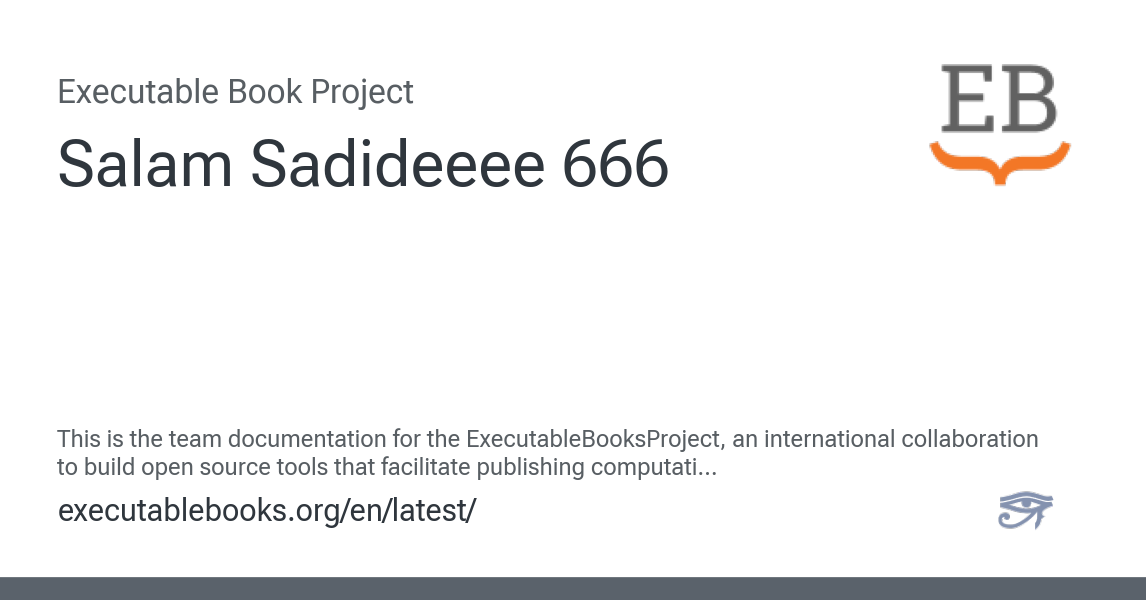 Executable Book Project
EB
Salam Sadideeee 666
This is the team documentation for the ExecutableBooksProject, an international collaboration
to build open source tools that facilitate publishing computati...
executablebooks.org/en/latest/